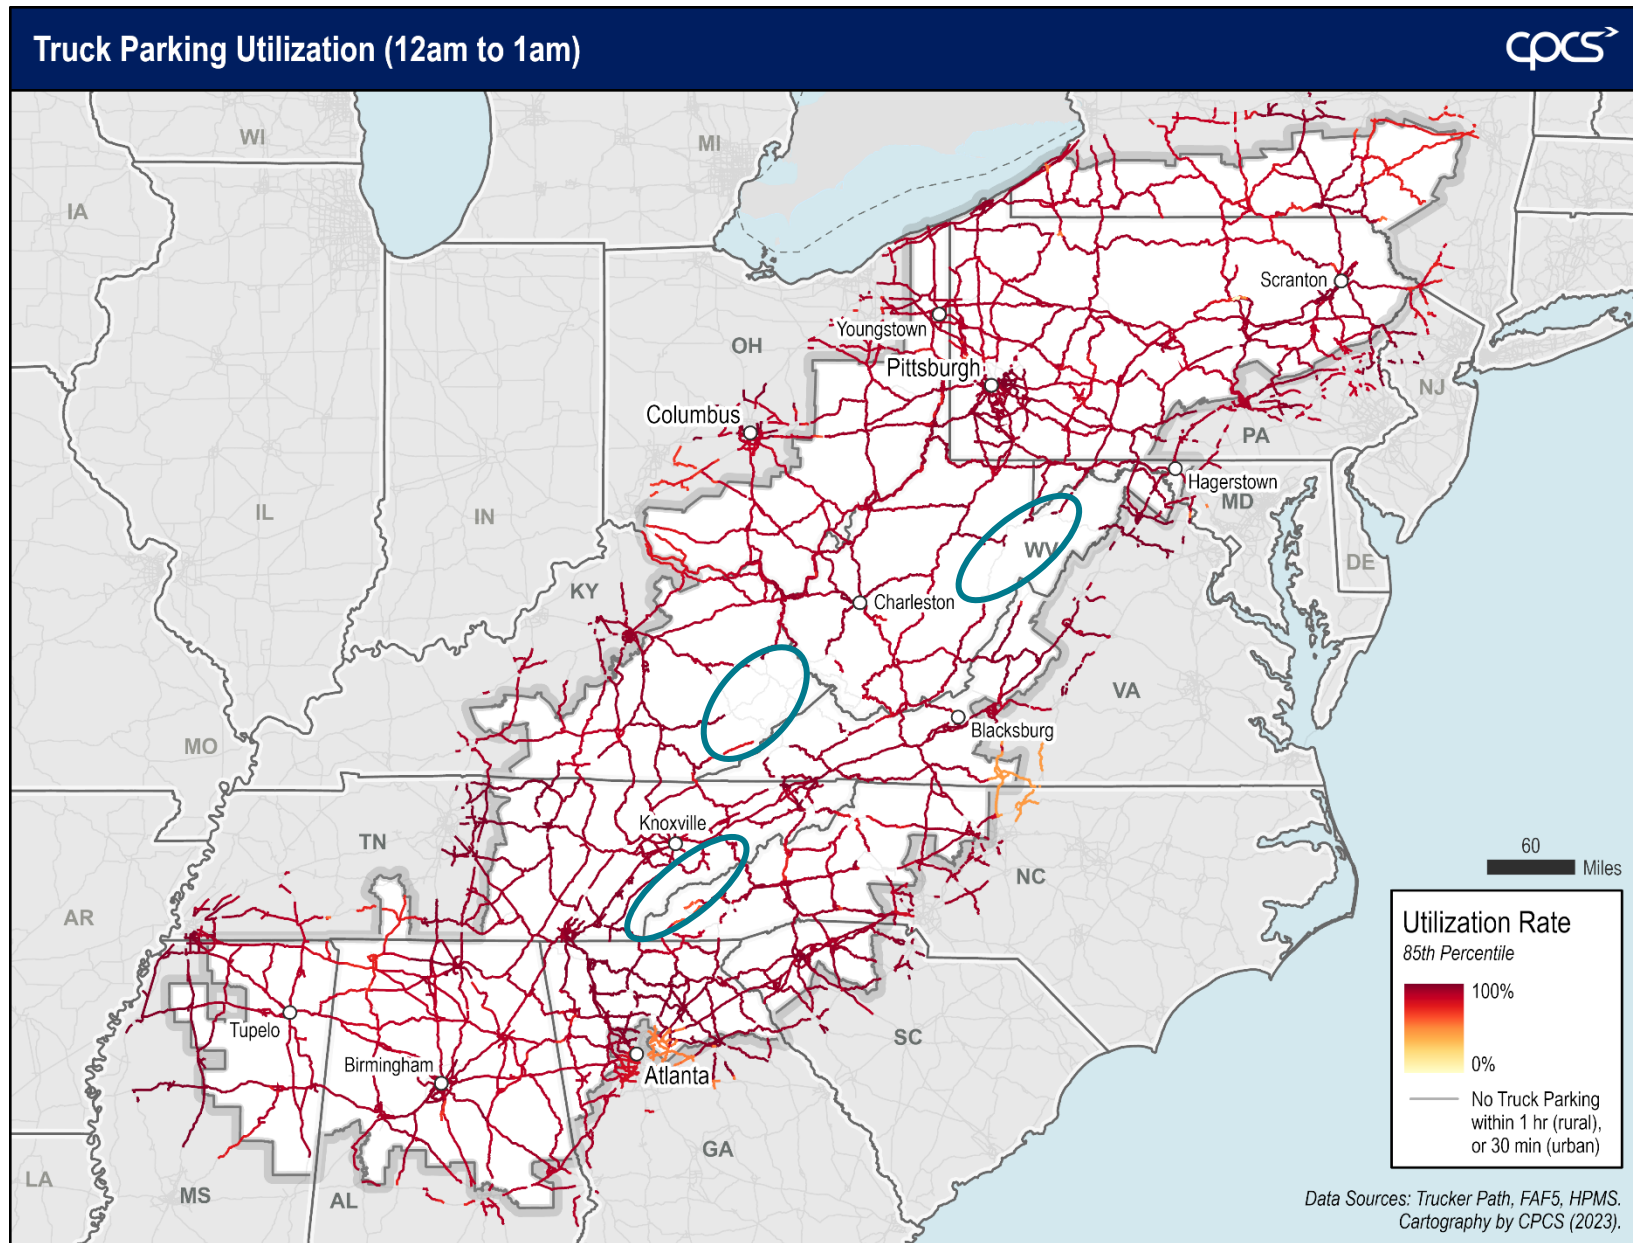 Truck Parking Utilization (12am to 1am)
cpcs
WI
MI
IA
Scranton
Youngstown
OH
Pittsburgh
NJ
Columbus
PA
Hagerstown
MD
IL
IN
WV
DE
KY
Charleston
VA
Blacksburg
MO
Knoxville
TN
60
Miles
NC
AR
Utilization Rate
85th Percentile
100%
0%
No Truck Parking
within 1 hr (rural),
or 30 min (urban)
Tupelo
SC
Birmingham
Atlanta
GA
LA
MS
AL
Data Sources: Trucker Path, FAF5, HPMS.
Cartography by CPCS (2023).